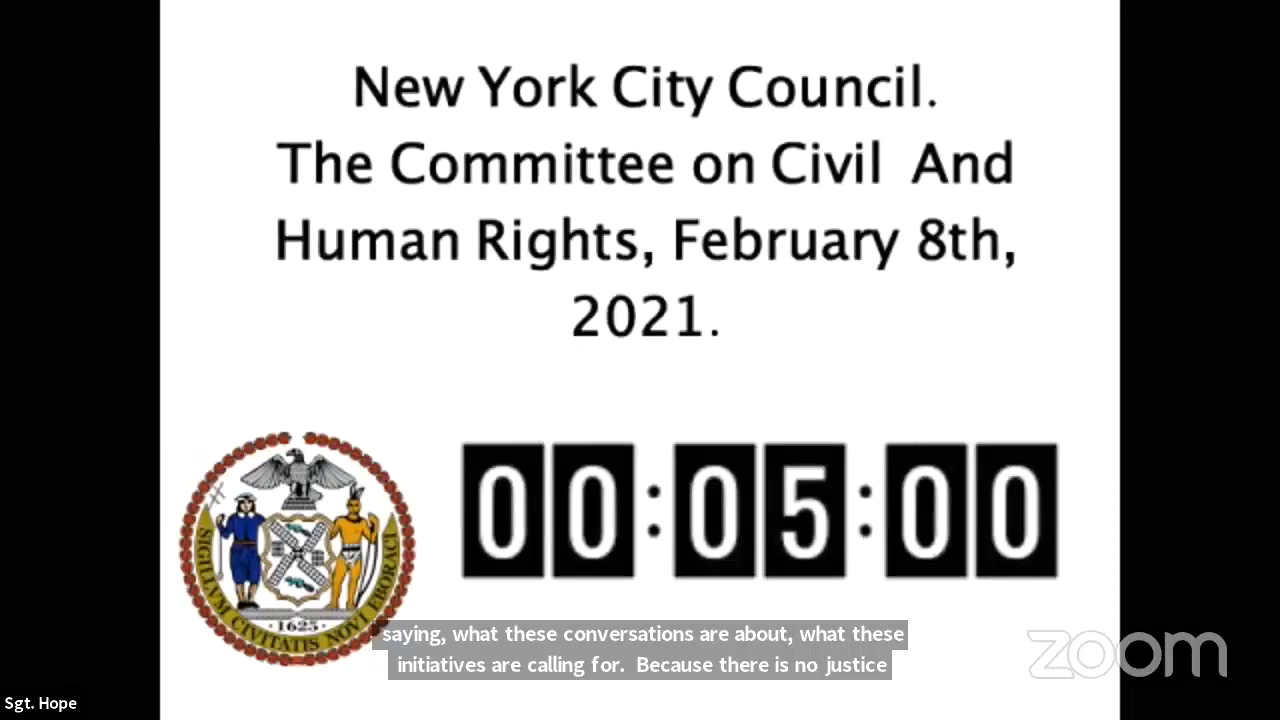 New York City Council.
The Committee on Civil  And
Human Rights, February 8th,
2021.
00:05:00
SIGILLVM CIVITATIS NOVI EBORACI
· 1625 ·
saying, what these conversations are about, what these
initiatives are calling for.  Because there is no justice
zoom
Sgt. Hope